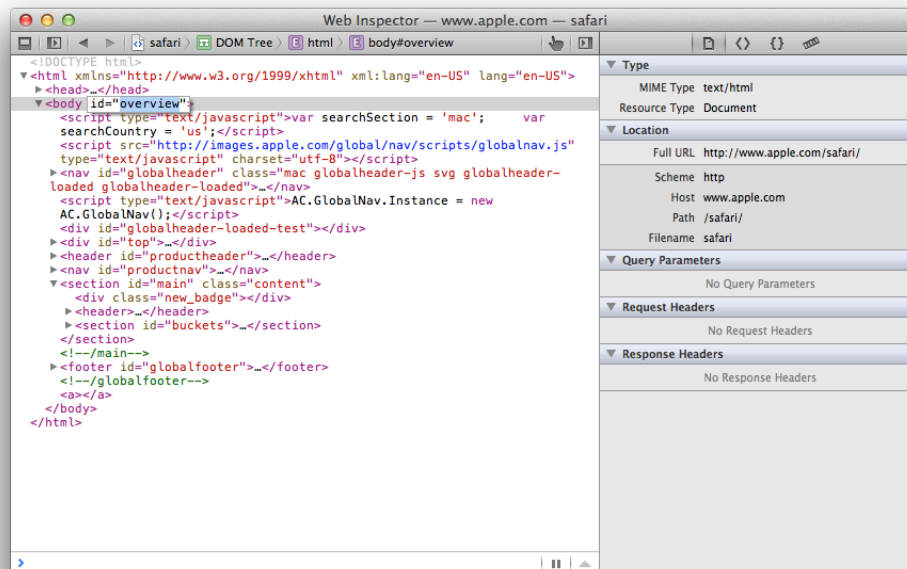 Web Inspector — www.apple.com — safari
safari DOM Tree html body#overview
<!DOCTYPE html>
<html xmlns="http://www.w3.org/1999/xhtml" xml:lang="en-US" lang="en-US">
<head>…</head>
<body id="overview">
<script type="text/javascript">var searchSection = 'mac'; var
searchCountry = 'us';</script>
<script src="http://images.apple.com/global/nav/scripts/globalnav.js"
type="text/javascript" charset="utf-8"></script>
<nav id="globalheader" class="mac globalheader-js svg globalheader-
loaded globalheader-loaded">…</nav>
<script type="text/javascript">AC.GlobalNav.Instance = new
AC.GlobalNav();</script>
<div id="globalheader-loaded-test"></div>
<div id="top">…</div>
<header id="productheader">…</header>
<nav id="productnav">…</nav>
<section id="main" class="content">
<div class="new_badge"></div>
<header>…</header>
<section id="buckets">…</section>
</section>
<!--/main-->
<footer id="globalfooter">…</footer>
<!--/globalfooter-->
<a></a>
</body>
</html>
Type
MIME Type text/html
Resource Type Document
Location
Full URL http://www.apple.com/safari/
Scheme http
Host www.apple.com
Path /safari/
Filename safari
Query Parameters
No Query Parameters
Request Headers
No Request Headers
Response Headers
No Response Headers